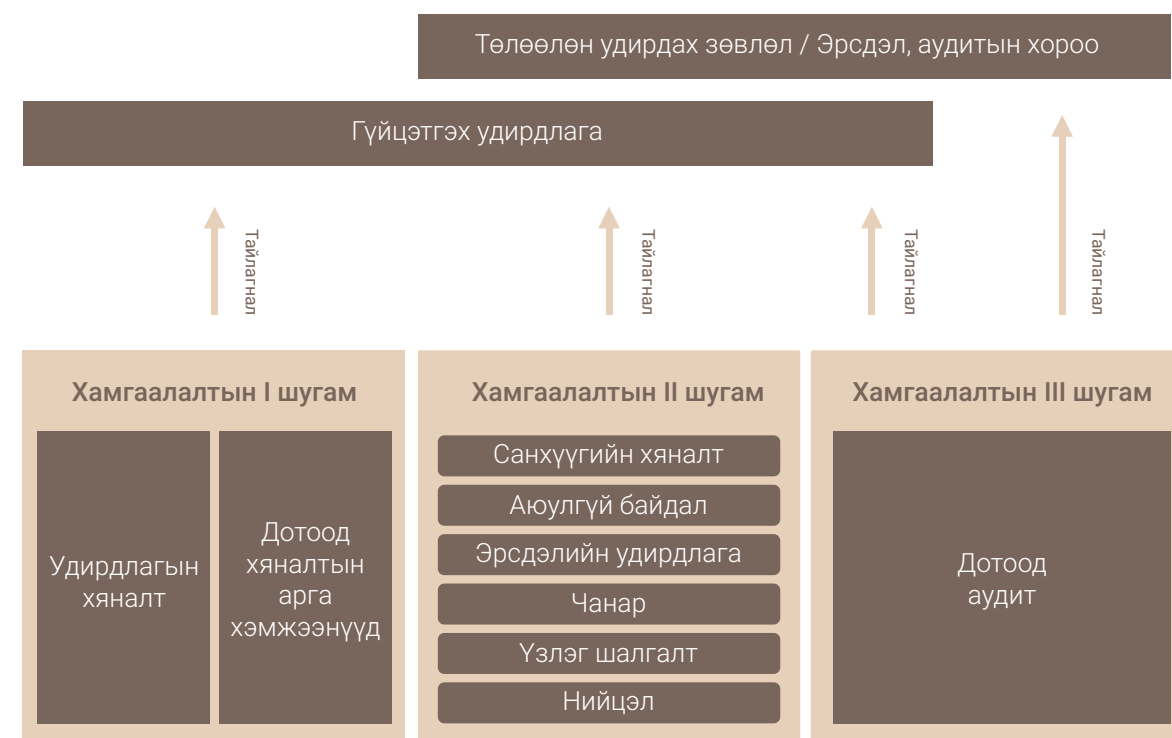 Төлөөлөн удирдах зөвлөл / Эрсдэл, аудитын хороо
Гүйцэтгэх удирдлага
Тайлагнал
Тайлагнал
Тайлагнал
Тайлагнал
Хамгаалалтын I шугам
Удирдлагын
хяналт
Дотоод
хяналтын
арга
хэмжээнүүд
Хамгаалалтын II шугам
Санхүүгийн хяналт
Аюулгүй байдал
Эрсдэлийн удирдлага
Чанар
Үзлэг шалгалт
Нийцэл
Хамгаалалтын III шугам
Дотоод
аудит